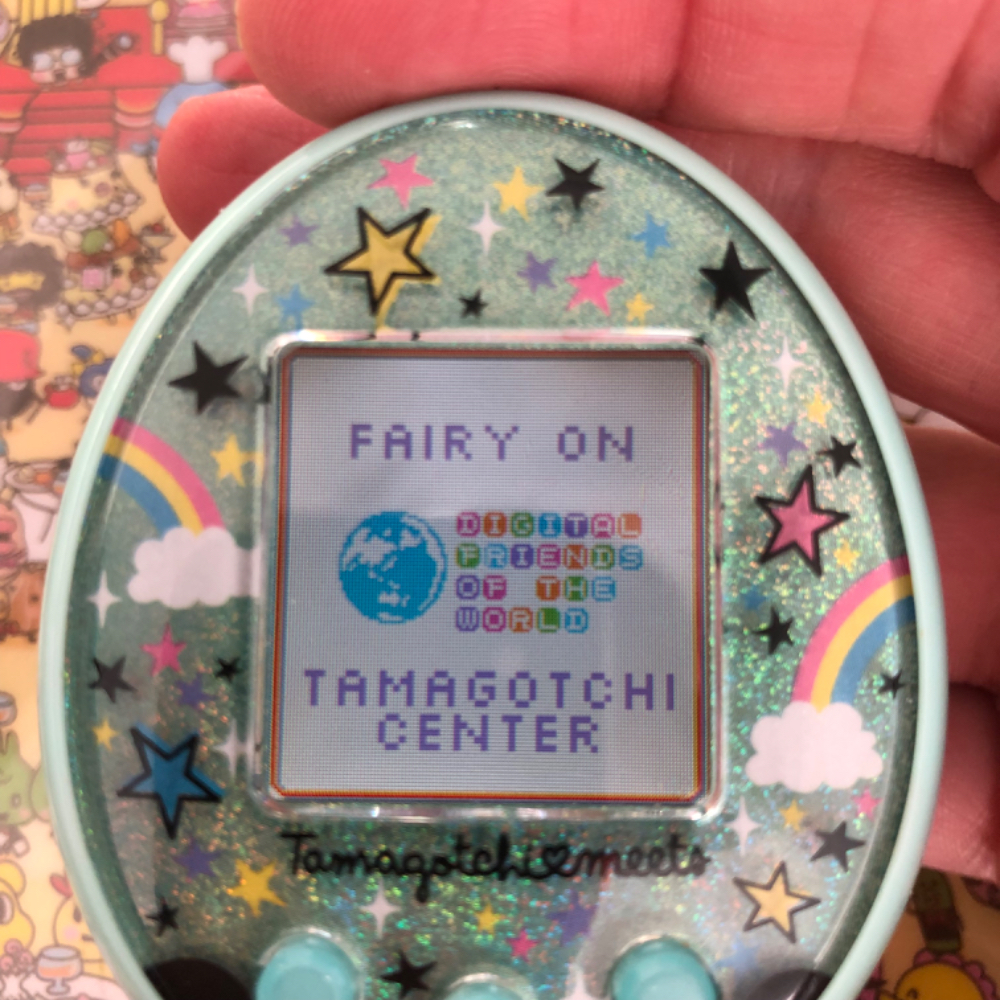 FAIRY ON
DIGITAL
FRIENDS
OF THE
WORLD
TAMAGOTCHI
CENTER
Tamagotchi♡meets